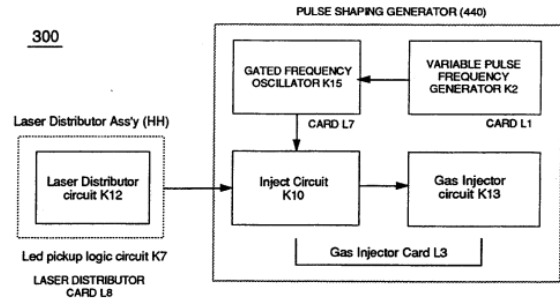 PULSE SHAPING GENERATOR (440)
300
GATED FREQUENCY
OSCILLATOR K15
VARIABLE PULSE
FREQUENCY
GENERATOR K2
CARD L7
CARD L1
Laser Distributor Ass'y (HH)
Laser Distributor
circuit K12
Inject Circuit
K10
Gas Injector
circuit K13
Led pickup logic circuit K7
Gas Injector Card L3
LASER DISTRIBUTOR
CARD L8